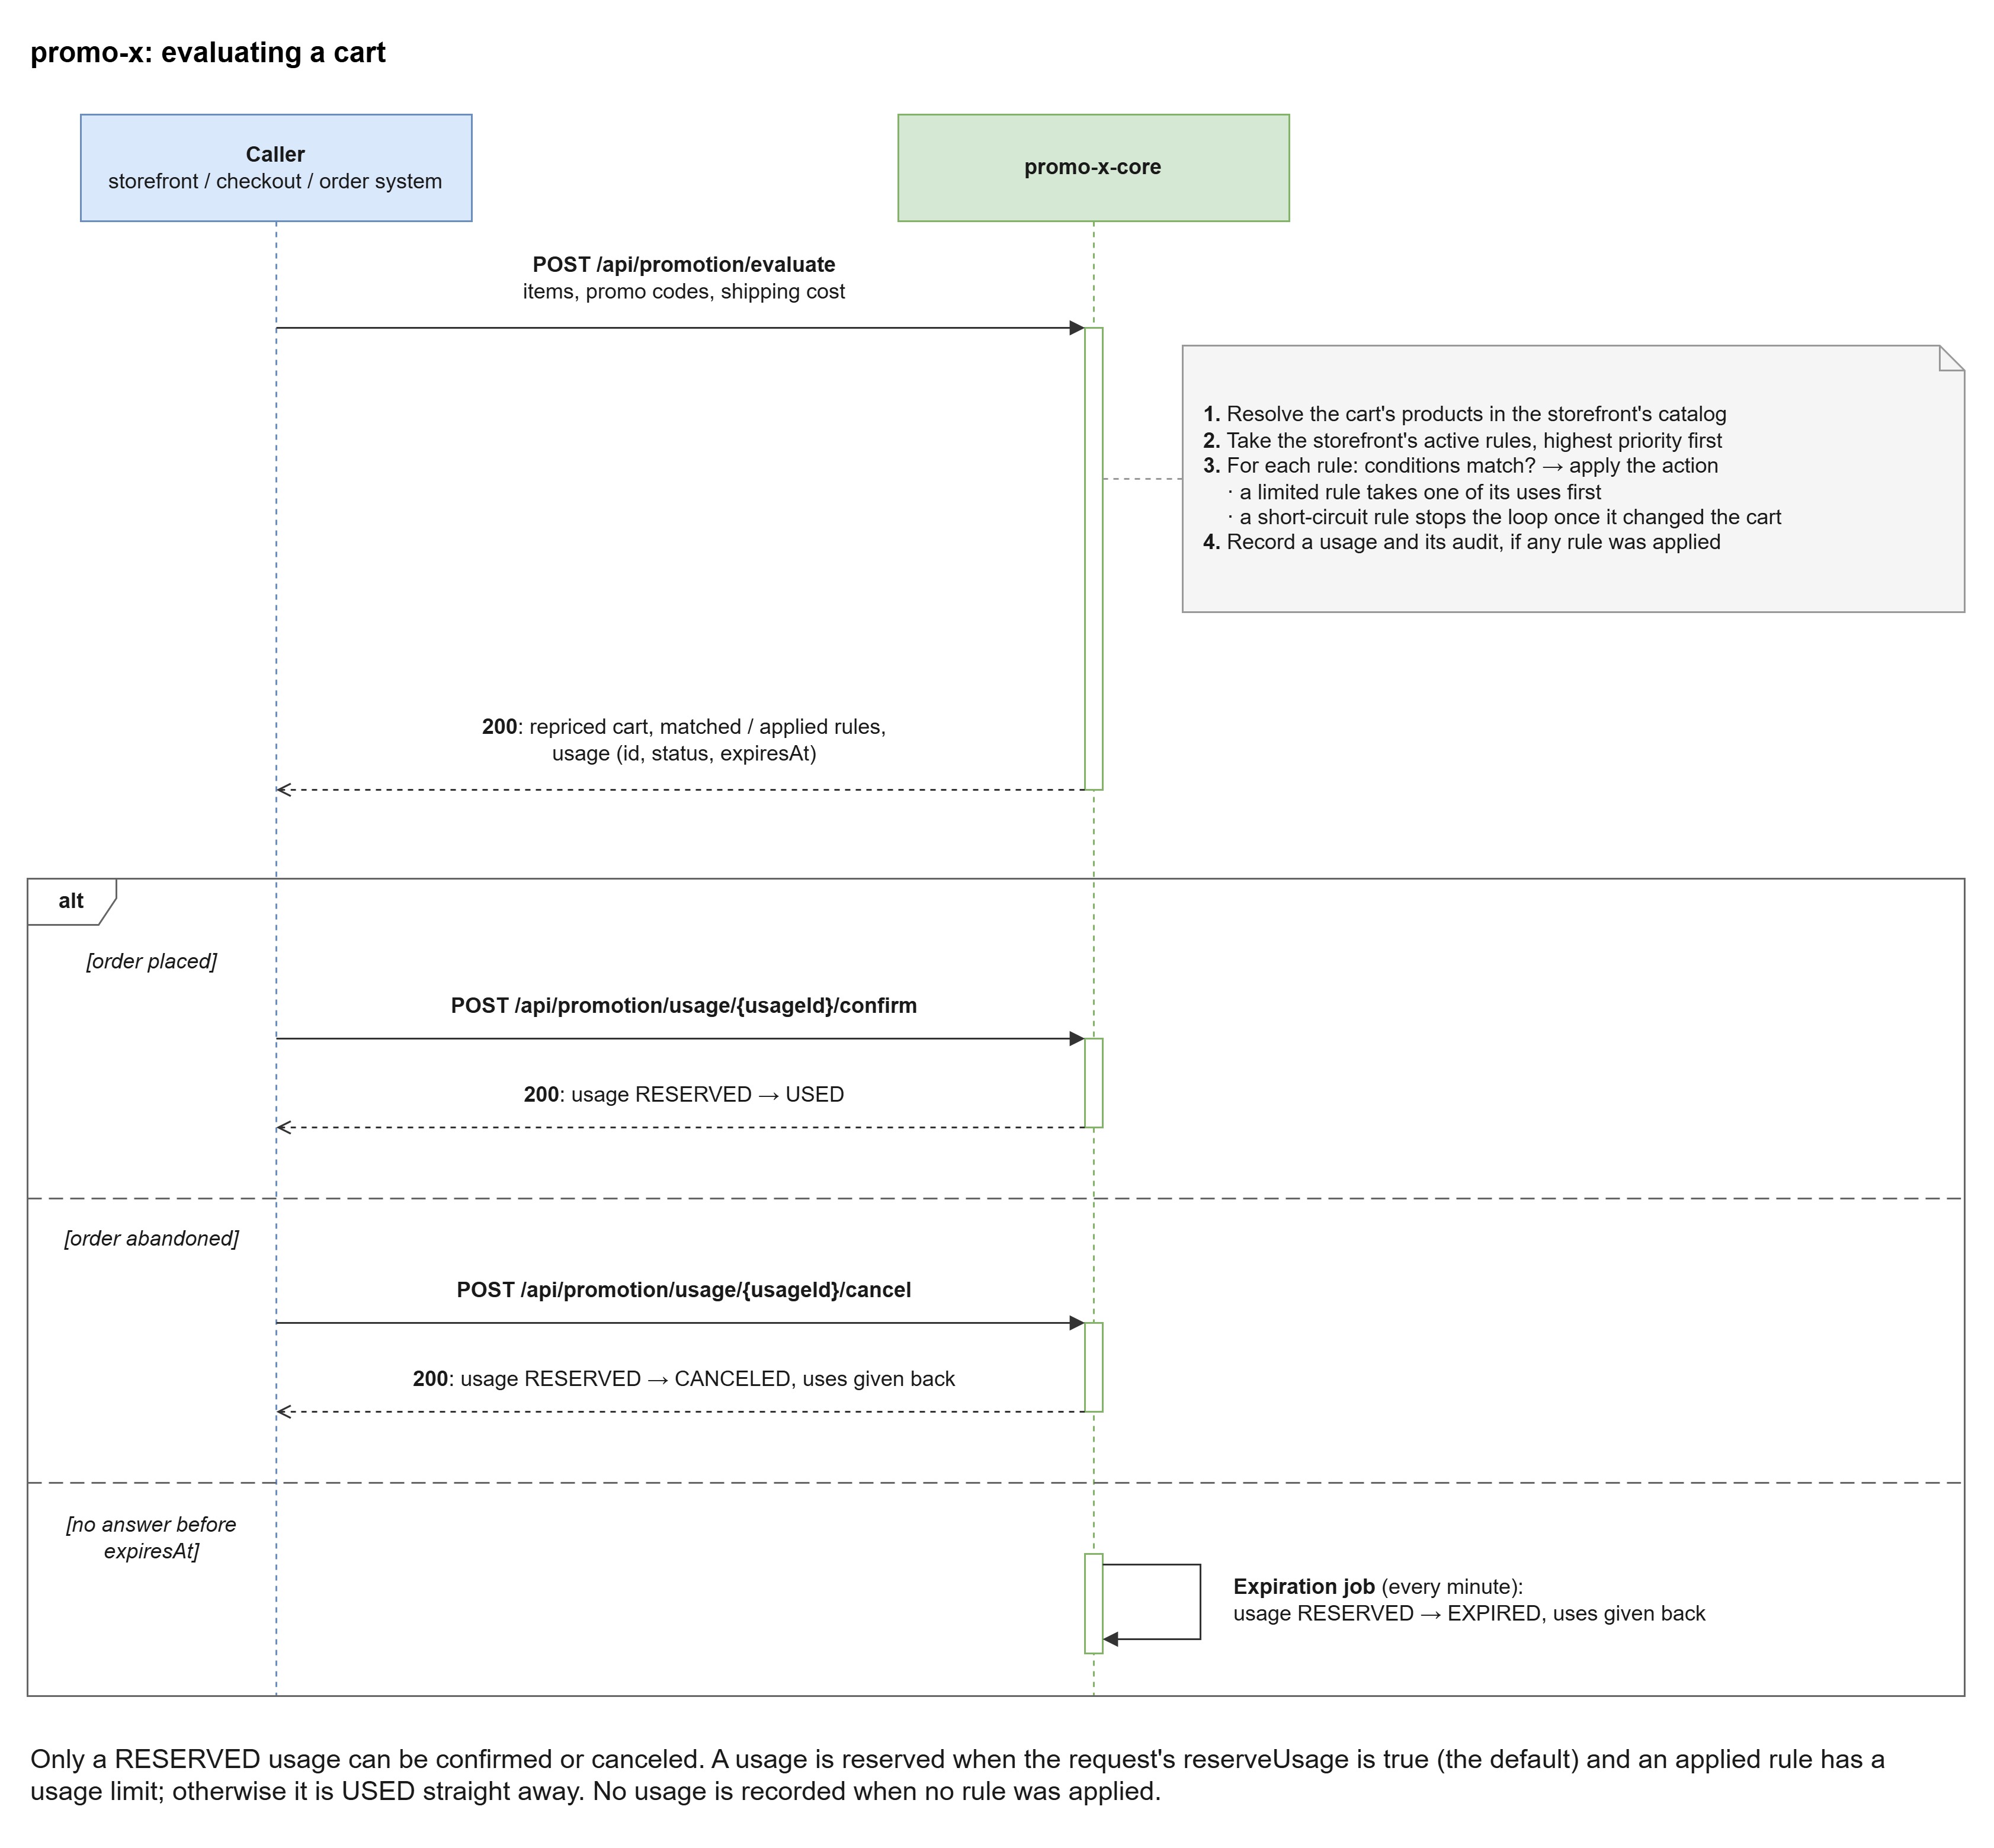 promo-x: evaluating a cart
Caller
storefront / checkout / order system
promo-x-core
POST /api/promotion/evaluate
items, promo codes, shipping cost
1. Resolve the cart's products in the storefront's catalog
2. Take the storefront's active rules, highest priority first
3. For each rule: conditions match? → apply the action
· a limited rule takes one of its uses first
· a short-circuit rule stops the loop once it changed the cart
4. Record a usage and its audit, if any rule was applied
200: repriced cart, matched / applied rules,
usage (id, status, expiresAt)
alt
[order placed]
POST /api/promotion/usage/{usageId}/confirm
200: usage RESERVED → USED
[order abandoned]
POST /api/promotion/usage/{usageId}/cancel
200: usage RESERVED → CANCELED, uses given back
[no answer before
expiresAt]
Expiration job (every minute):
usage RESERVED → EXPIRED, uses given back
Only a RESERVED usage can be confirmed or canceled. A usage is reserved when the request's reserveUsage is true (the default) and an applied rule has a
usage limit; otherwise it is USED straight away. No usage is recorded when no rule was applied.